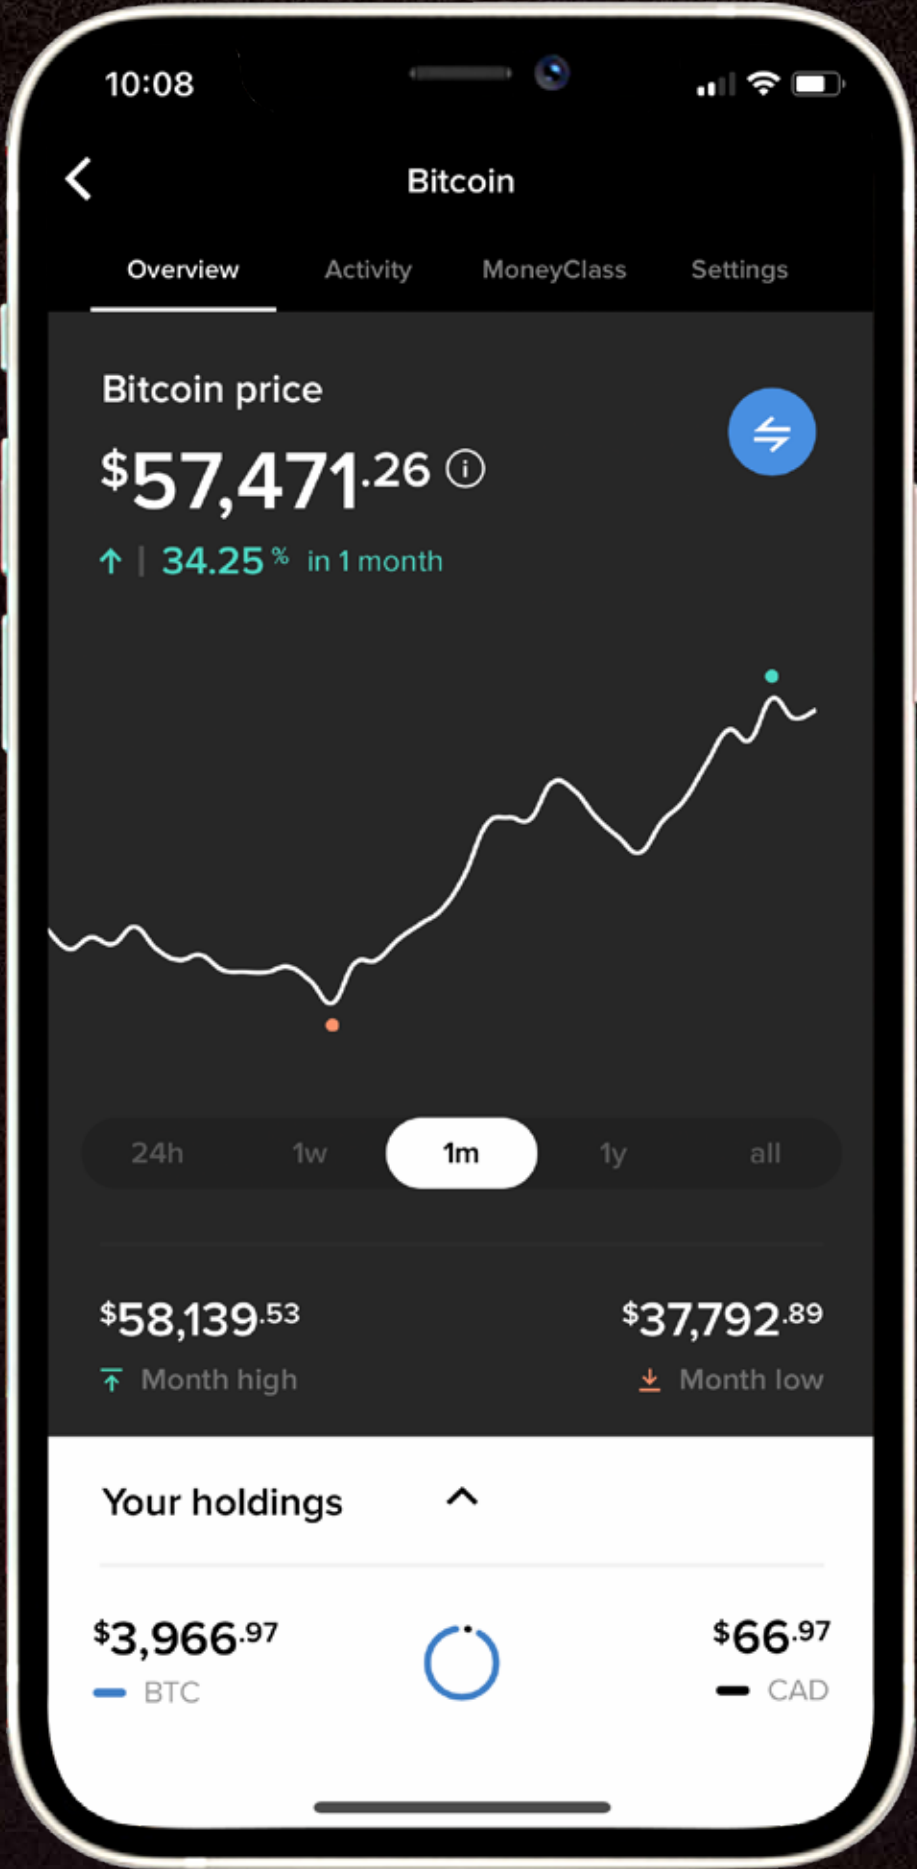 10:08
Bitcoin
Overview Activity MoneyClass Settings
Bitcoin price
$57,471.26
34.25% in 1 month
24h 1w 1m 1y all
$58,139.53 $37,792.89
Month high Month low
Your holdings
$3,966.97 $66.97
BTC CAD